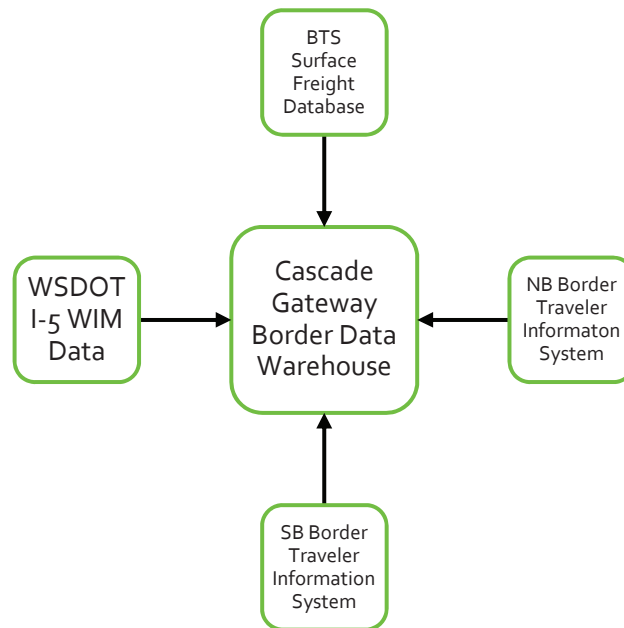 BTS
Surface
Freight
Database
WSDOT
I-5 WIM
Data
Cascade
Gateway
Border Data
Warehouse
NB Border
Traveler
Informaton
System
SB Border
Traveler
Information
System